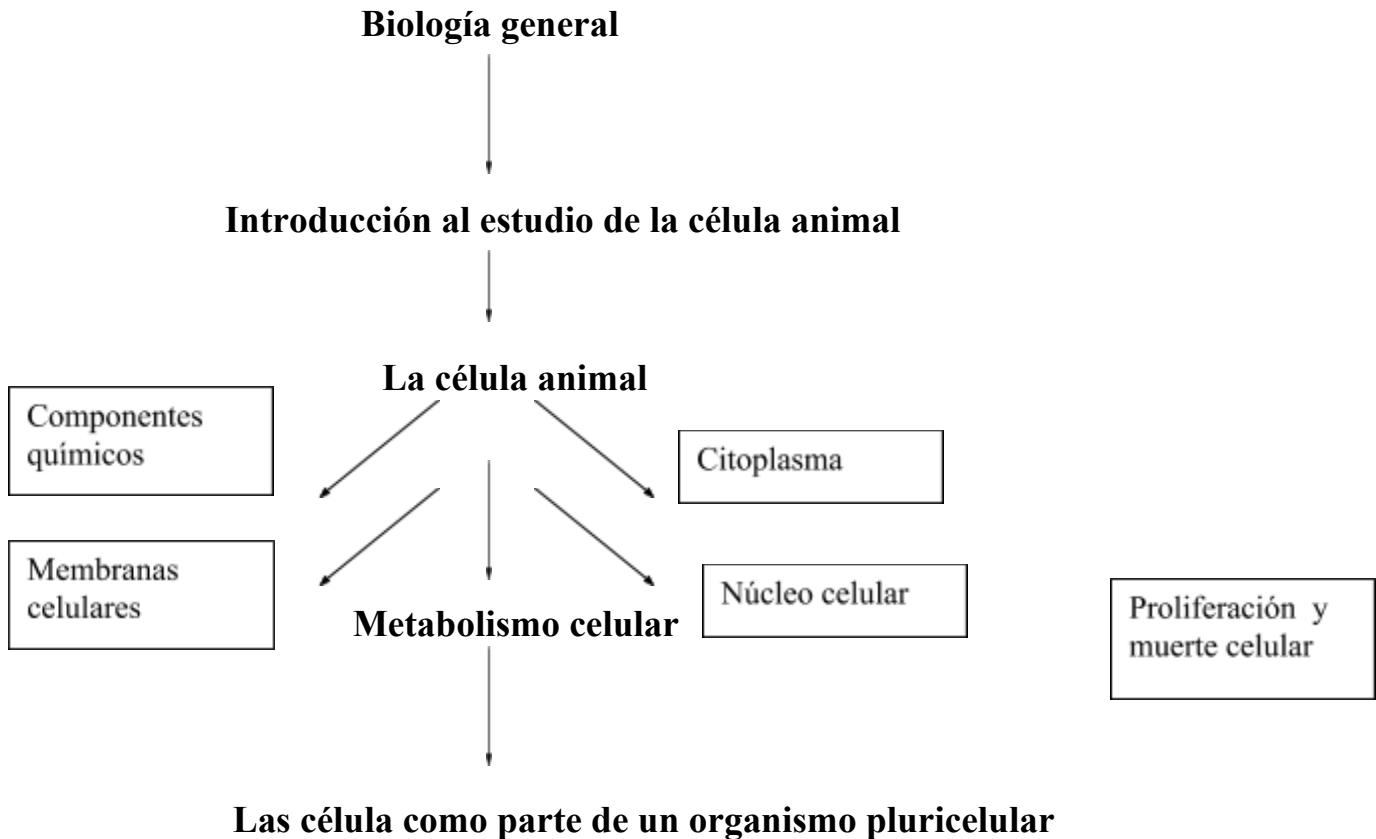 Biología general
Introducción al estudio de la célula animal
La célula animal
Componentes
químicos
Citoplasma
Membranas
celulares
Núcleo celular
Metabolismo celular
Proliferación y
muerte celular
Las célula como parte de un organismo pluricelular